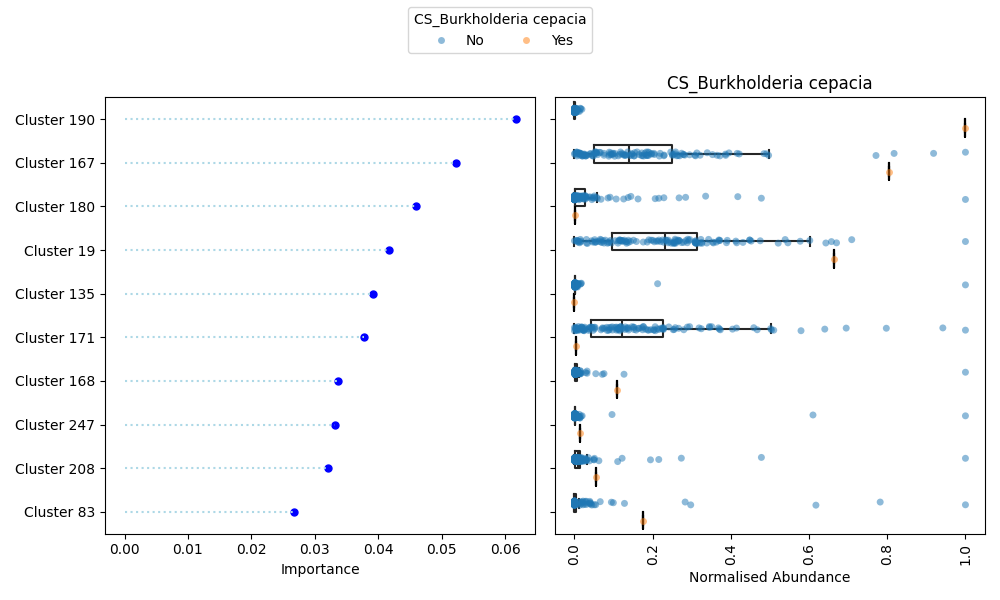 CS_Burkholderia cepacia
No Yes
CS_Burkholderia cepacia
Cluster 190
Cluster 167
Cluster 180
Cluster 19
Cluster 135
Cluster 171
Cluster 168
Cluster 247
Cluster 208
Cluster 83
0.00 0.01 0.02 0.03 0.04 0.05 0.06
Importance
0.0 0.2 0.4 0.6 0.8 1.0
Normalised Abundance